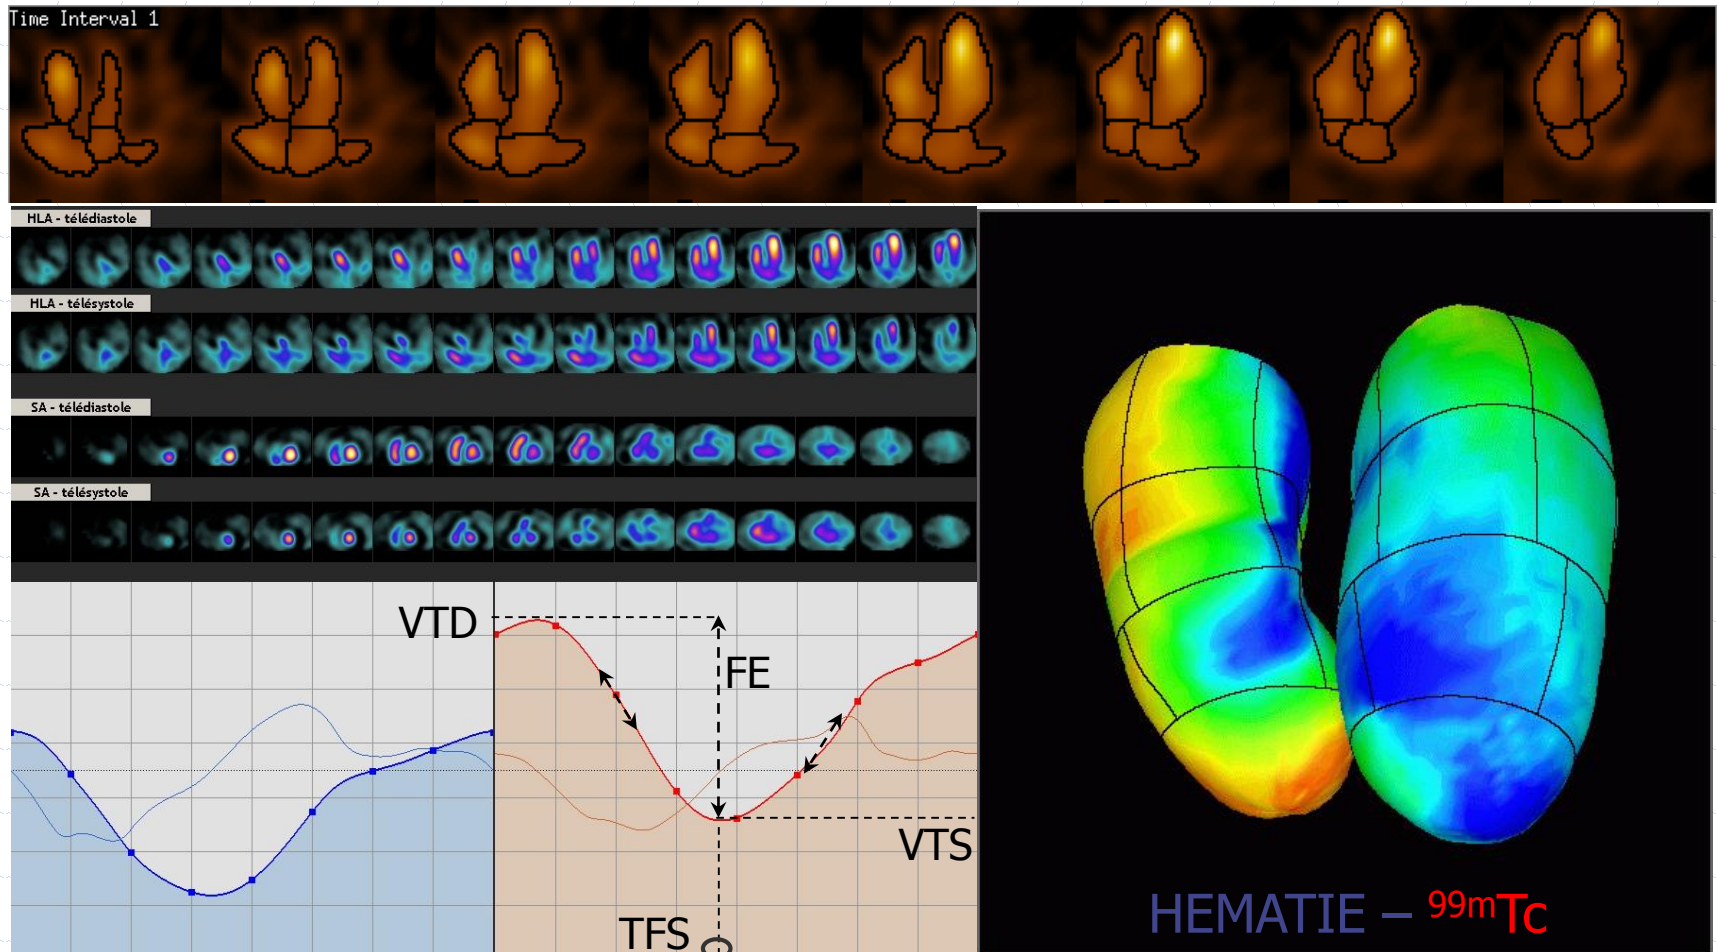 Time Interval 1
HLA - télédiastole
HLA - télésystole
SA - télédiastole
SA - télésystole
VTD
FE
VTS
TFS
HEMATIE – 99mTc